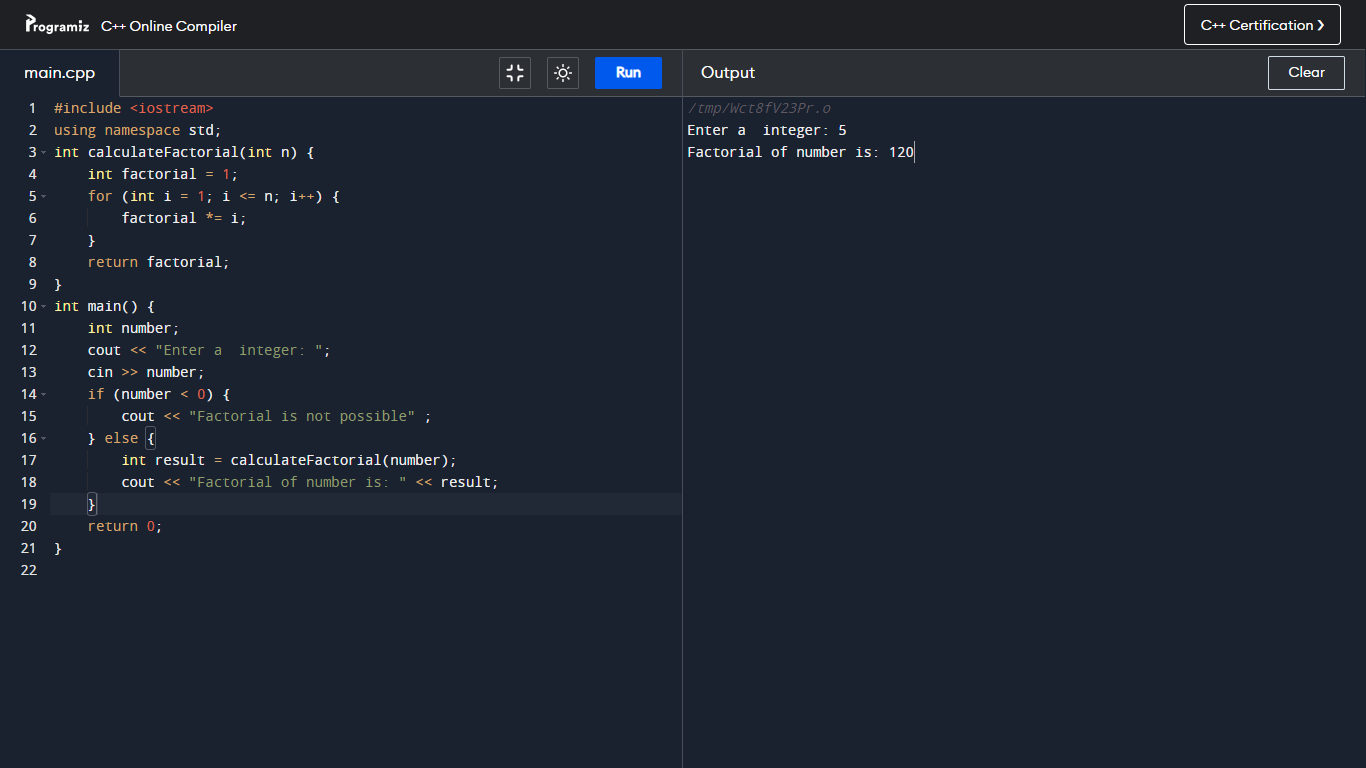 Programiz C++ Online Compiler
C++ Certification ❯
main.cpp
Run
Output
Clear
1 #include <iostream>
2 using namespace std;
3 int calculateFactorial(int n) {
4     int factorial = 1;
5     for (int i = 1; i <= n; i++) {
6         factorial *= i;
7     }
8     return factorial;
9 }
10 int main() {
11     int number;
12     cout << "Enter a  integer: ";
13     cin >> number;
14     if (number < 0) {
15         cout << "Factorial is not possible" ;
16     } else {
17         int result = calculateFactorial(number);
18         cout << "Factorial of number is: " << result;
19     }
20     return 0;
21 }
22
/tmp/Wct8fV23Pr.o
Enter a  integer: 5
Factorial of number is: 120